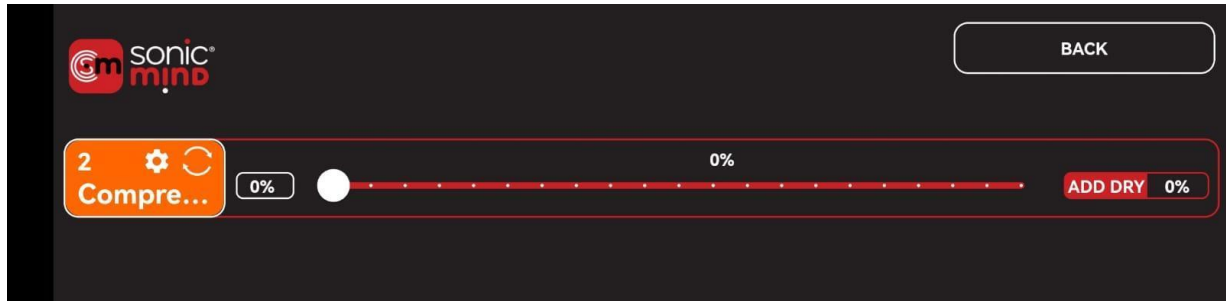 sonic®
mind
BACK
2
Compre...
0%
0%
ADD DRY 0%